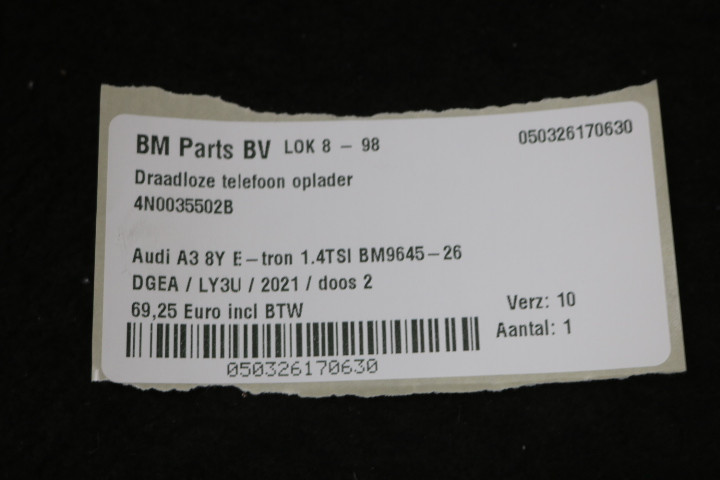 BM Parts BV LOK 8 - 98 050326170630
Draadloze telefoon oplader
4N0035502B
Audi A3 8Y E-tron 1.4TSI BM9645-26
DGEA / LY3U / 2021 / doos 2
69,25 Euro incl BTW Verz: 10
Aantal: 1
050326170630